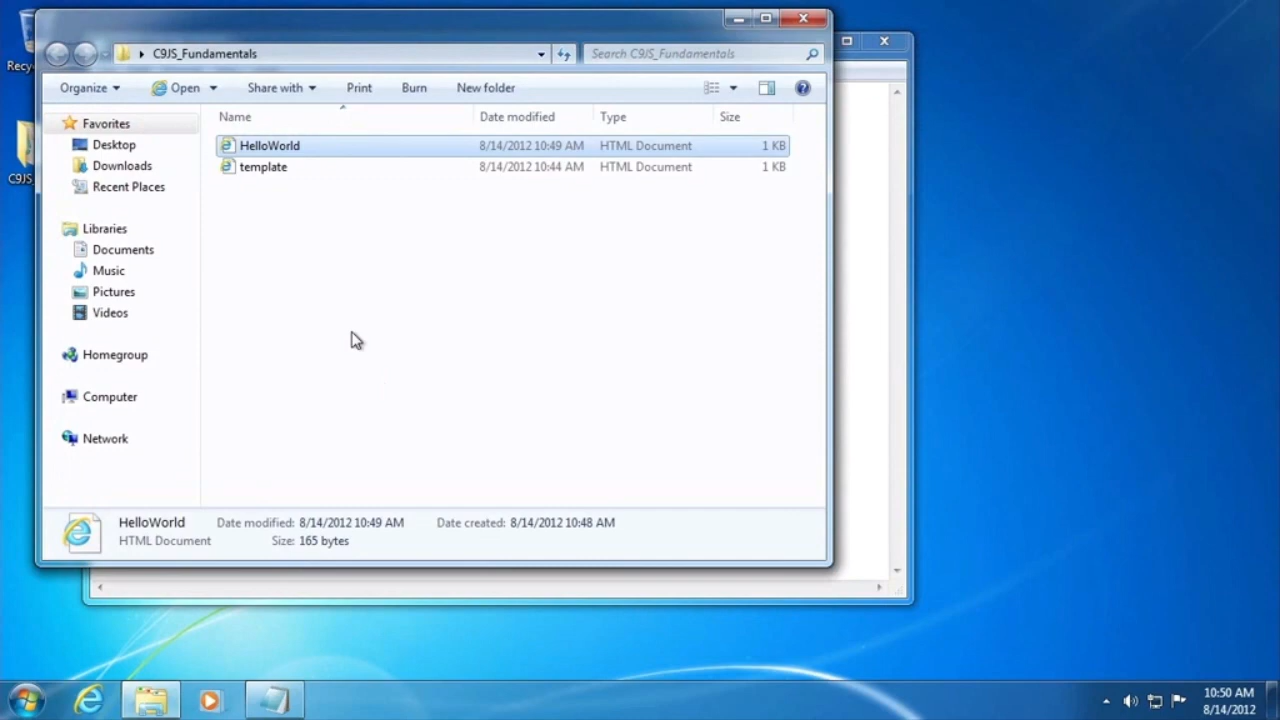 Recy
C9JS_
C9JS_Fundamentals
Search C9JS_Fundamentals
Organize Open Share with Print Burn New folder
Name Date modified Type Size
HelloWorld 8/14/2012 10:49 AM HTML Document 1 KB
template 8/14/2012 10:44 AM HTML Document 1 KB
Favorites
Desktop
Downloads
Recent Places
Libraries
Documents
Music
Pictures
Videos
Homegroup
Computer
Network
HelloWorld Date modified: 8/14/2012 10:49 AM Date created: 8/14/2012 10:48 AM
HTML Document Size: 165 bytes
10:50 AM
8/14/2012